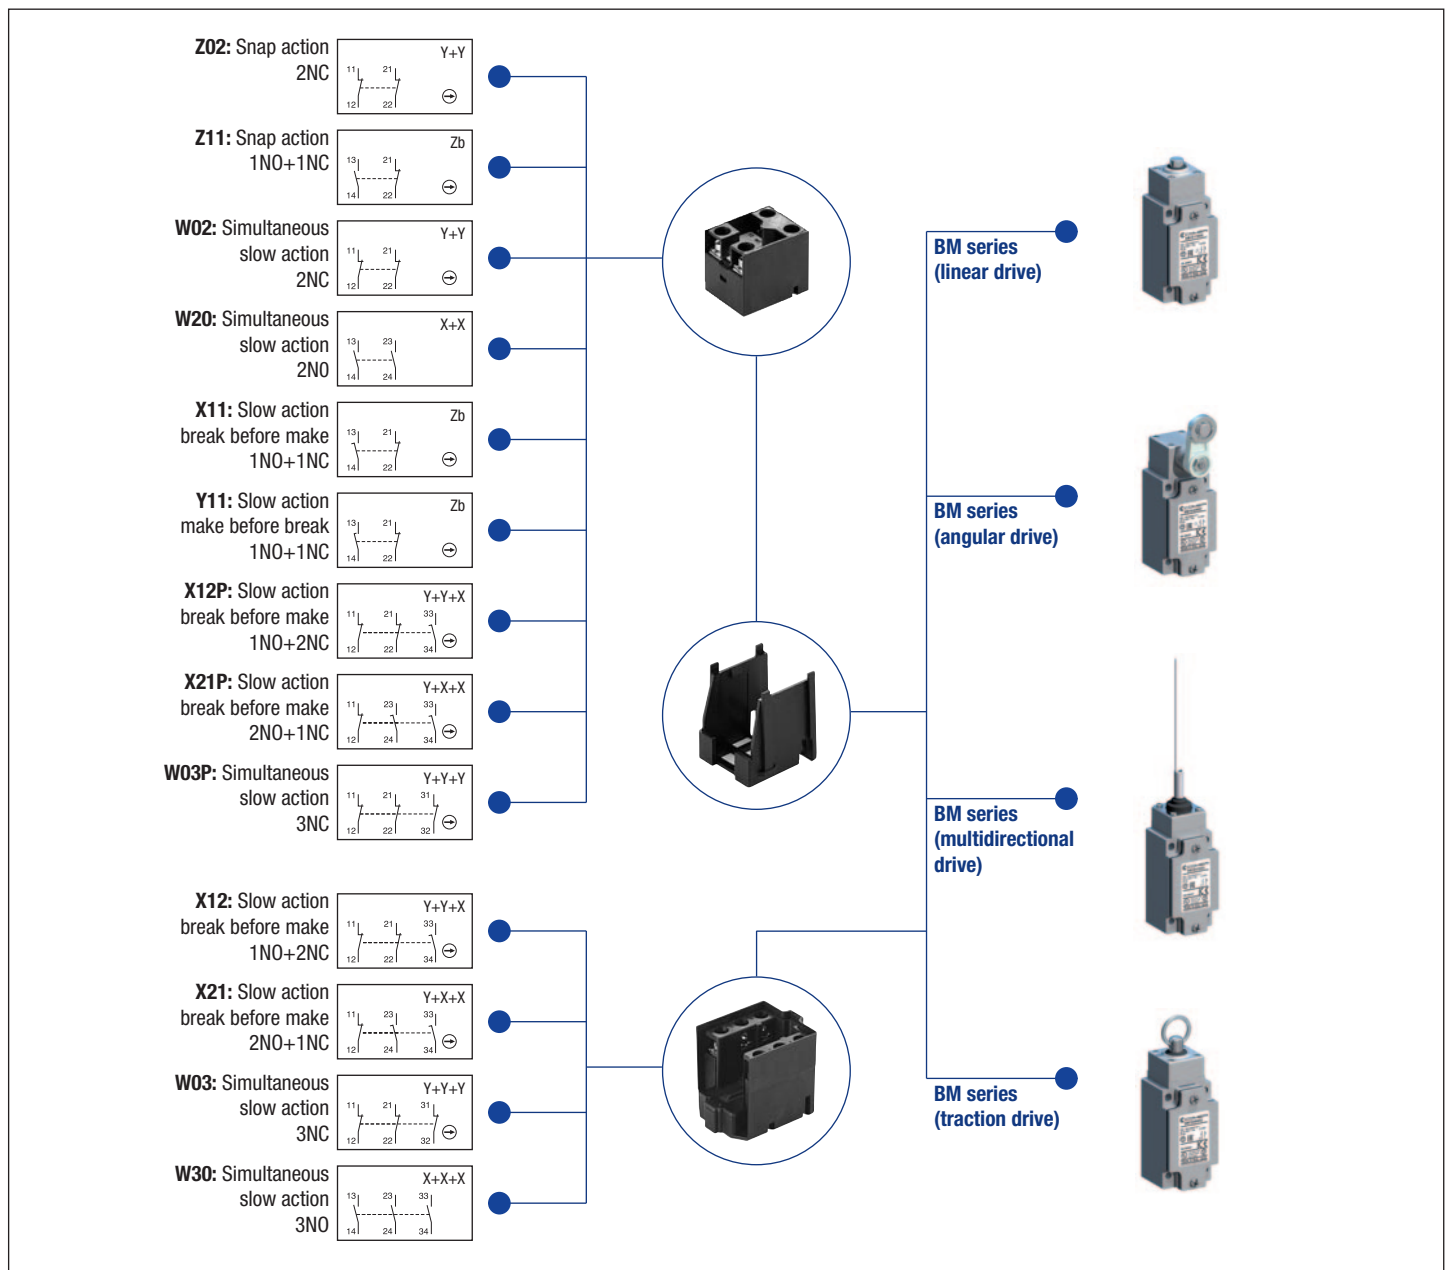 Z02: Snap action
2NC
Y+Y
11 21
12 22
Z11: Snap action
1NO+1NC
Zb
13 21
14 22
W02: Simultaneous
slow action
2NC
Y+Y
11 21
12 22
W20: Simultaneous
slow action
2NO
X+X
13 23
14 24
X11: Slow action
break before make
1NO+1NC
Zb
13 21
14 22
Y11: Slow action
make before break
1NO+1NC
Zb
13 21
14 22
X12P: Slow action
break before make
1NO+2NC
Y+Y+X
11 21 33
12 22 34
X21P: Slow action
break before make
2NO+1NC
Y+X+X
11 23 33
12 24 34
W03P: Simultaneous
slow action
3NC
Y+Y+Y
11 21 31
12 22 32
X12: Slow action
break before make
1NO+2NC
Y+Y+X
11 21 33
12 22 34
X21: Slow action
break before make
2NO+1NC
Y+X+X
11 23 33
12 24 34
W03: Simultaneous
slow action
3NC
Y+Y+Y
11 21 31
12 22 32
W30: Simultaneous
slow action
3NO
X+X+X
13 23 33
14 24 34
BM series
(linear drive)
BM series
(angular drive)
BM series
(multidirectional
drive)
BM series
(traction drive)